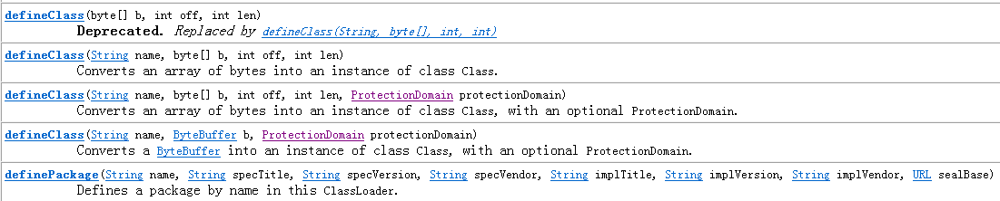 defineClass(byte[] b, int off, int len)
Deprecated. Replaced by defineClass(String, byte[], int, int)
defineClass(String name, byte[] b, int off, int len)
Converts an array of bytes into an instance of class Class.
defineClass(String name, byte[] b, int off, int len, ProtectionDomain protectionDomain)
Converts an array of bytes into an instance of class Class, with an optional ProtectionDomain.
defineClass(String name, ByteBuffer b, ProtectionDomain protectionDomain)
Converts a ByteBuffer into an instance of class Class, with an optional ProtectionDomain.
definePackage(String name, String specTitle, String specVersion, String specVendor, String implTitle, String implVersion, String implVendor, URL sealBase)
Defines a package by name in this ClassLoader.